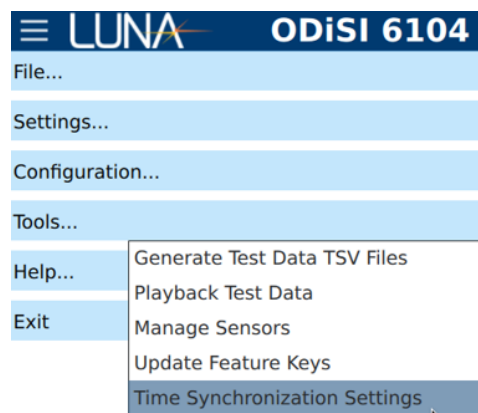 LUNA ODiSI 6104
File...
Settings...
Configuration...
Tools...
Generate Test Data TSV Files
Help...
Playback Test Data
Exit
Manage Sensors
Update Feature Keys
Time Synchronization Settings